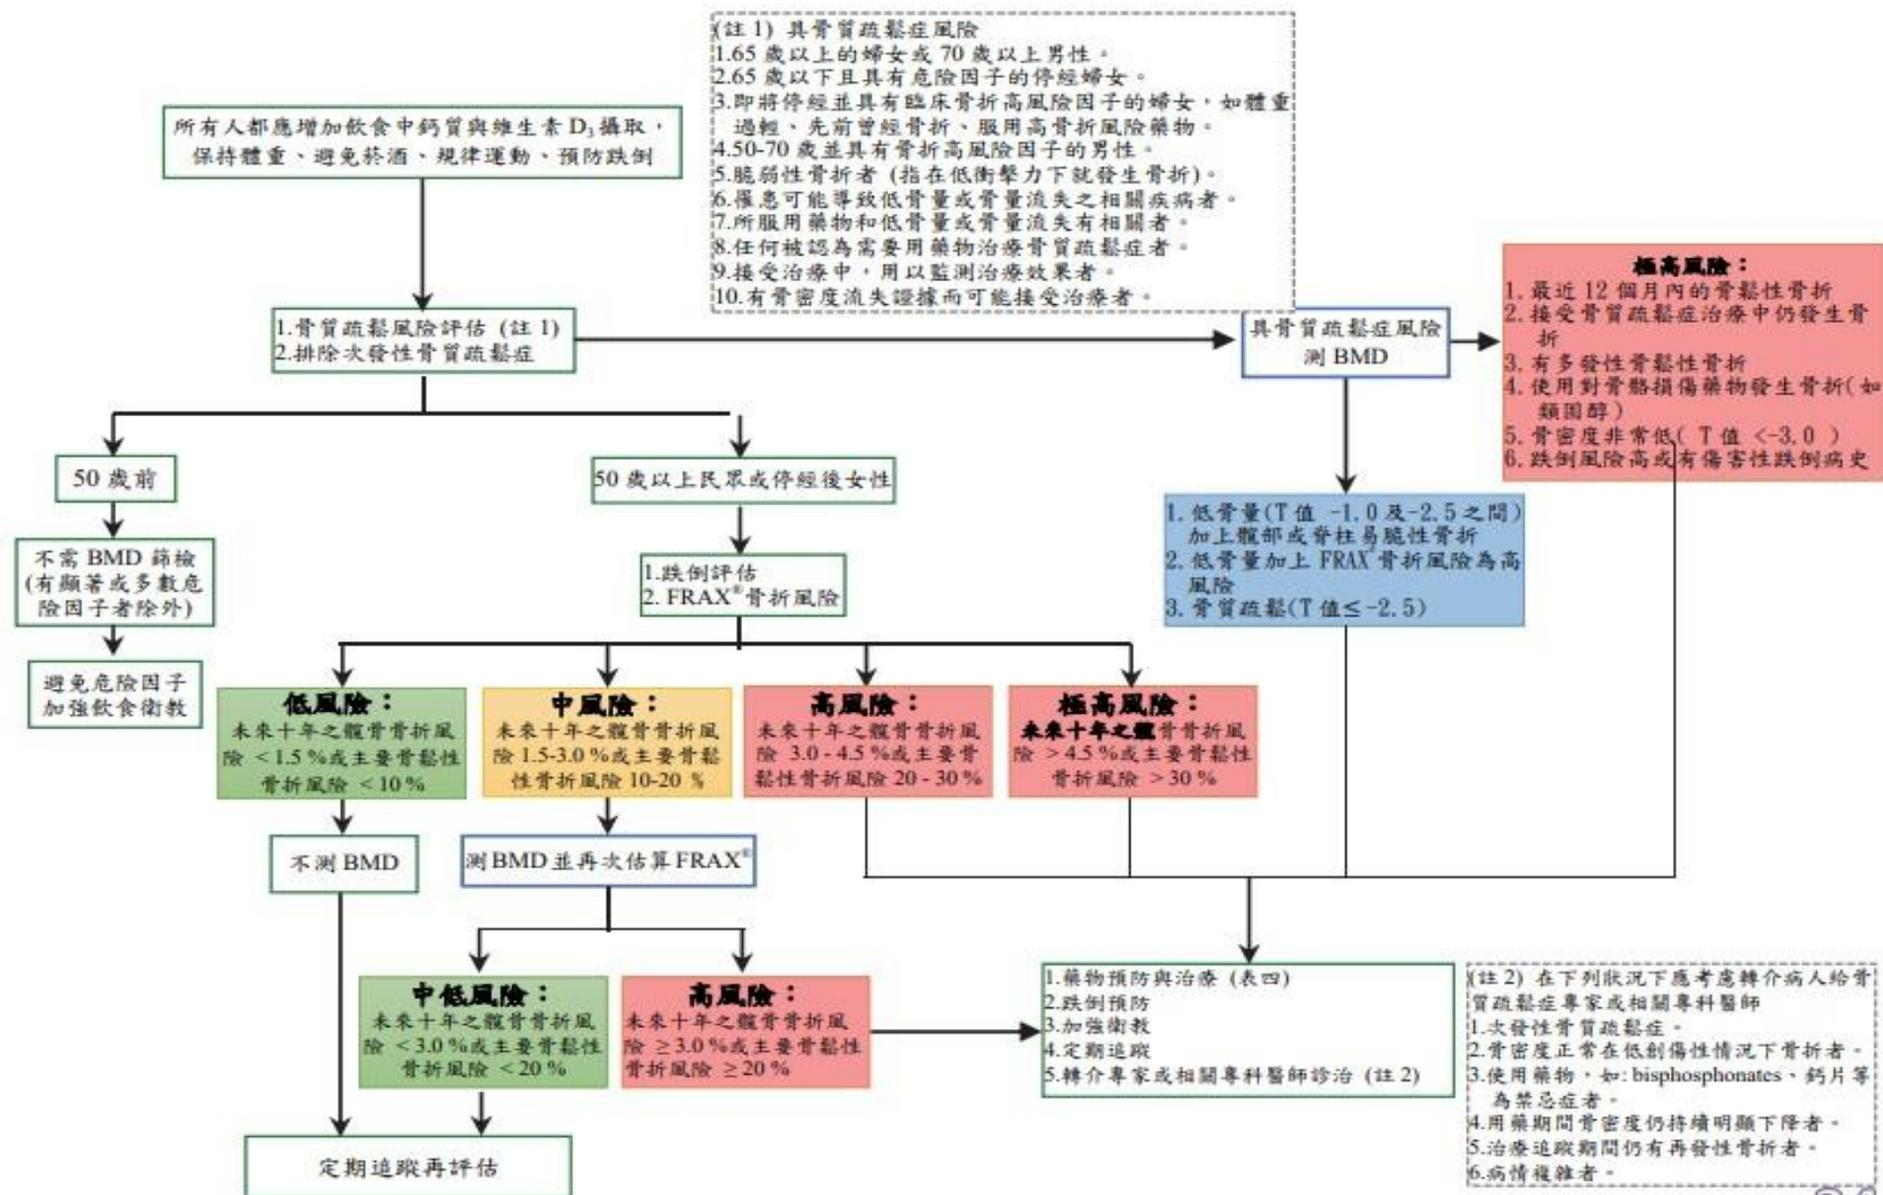 (註 1) 具骨質疏鬆症風險
1.65 歲以上的婦女或 70 歲以上男性。
2.65 歲以下且具有危險因子的停經婦女。
3.即將停經並具有臨床骨折高風險因子的婦女，如體重
過輕、先前曾經骨折、服用高骨折風險藥物。
4.50-70 歲並具有骨折高風險因子的男性。
5.脆弱性骨折者 (指在低衝擊力下就發生骨折)。
6.罹患可能導致低骨量或骨量流失之相關疾病者。
7.所服用藥物和低骨量或骨量流失有相關者。
8.任何被認為需要用藥物治療骨質疏鬆症者。
9.接受治療中，用以監測治療效果者。
10.有骨密度流失證據而可能接受治療者。
所有人都應增加飲食中鈣質與維生素 D₃ 攝取，
保持體重、避免菸酒、規律運動、預防跌倒
1.骨質疏鬆風險評估 (註 1)
2.排除次發性骨質疏鬆症
具骨質疏鬆症風險
測 BMD
極高風險：
1. 最近 12 個月內的骨鬆性骨折
2. 接受骨質疏鬆症治療中仍發生骨
折
3. 有多發性骨鬆性骨折
4. 使用對骨骼損傷藥物發生骨折(如
類固醇)
5. 骨密度非常低( T 值 <-3.0 )
6. 跌倒風險高或有傷害性跌倒病史
50 歲前
50 歲以上民眾或停經後女性
不需 BMD 篩檢
(有顯著或多數危
險因子者除外)
1.跌倒評估
2. FRAX®骨折風險
1. 低骨量(T 值 -1.0 及-2.5 之間)
加上髖部或脊柱易脆性骨折
2. 低骨量加上 FRAX® 骨折風險為高
風險
3. 骨質疏鬆(T 值≤ -2.5)
避免危險因子
加強飲食衛教
低風險：
未來十年之髖骨骨折風
險 < 1.5 %或主要骨鬆性
骨折風險 < 10 %
中風險：
未來十年之髖骨骨折風
險 1.5-3.0 %或主要骨鬆
性骨折風險 10-20 %
高風險：
未來十年之髖骨骨折風
險 3.0 - 4.5 %或主要骨
鬆性骨折風險 20 - 30 %
極高風險：
未來十年之髖骨骨折風
險 > 4.5 %或主要骨鬆性
骨折風險 > 30 %
不測 BMD
測 BMD 並再次估算 FRAX®
中低風險：
未來十年之髖骨骨折風
險 < 3.0 %或主要骨鬆性
骨折風險 < 20 %
高風險：
未來十年之髖骨骨折風
險 ≥ 3.0 %或主要骨鬆性
骨折風險 ≥ 20 %
1.藥物預防與治療 (表四)
2.跌倒預防
3.加強衛教
4.定期追蹤
5.轉介專家或相關專科醫師診治 (註 2)
(註 2) 在下列狀況下應考慮轉介病人給骨
質疏鬆症專家或相關專科醫師
1.次發性骨質疏鬆症。
2.骨密度正常在低創傷性情況下骨折者。
3.使用藥物，如: bisphosphonates、鈣片等
為禁忌症者。
4.用藥期間骨密度仍持續明顯下降者。
5.治療追蹤期間仍有再發性骨折者。
6.病情複雜者。
定期追蹤再評估